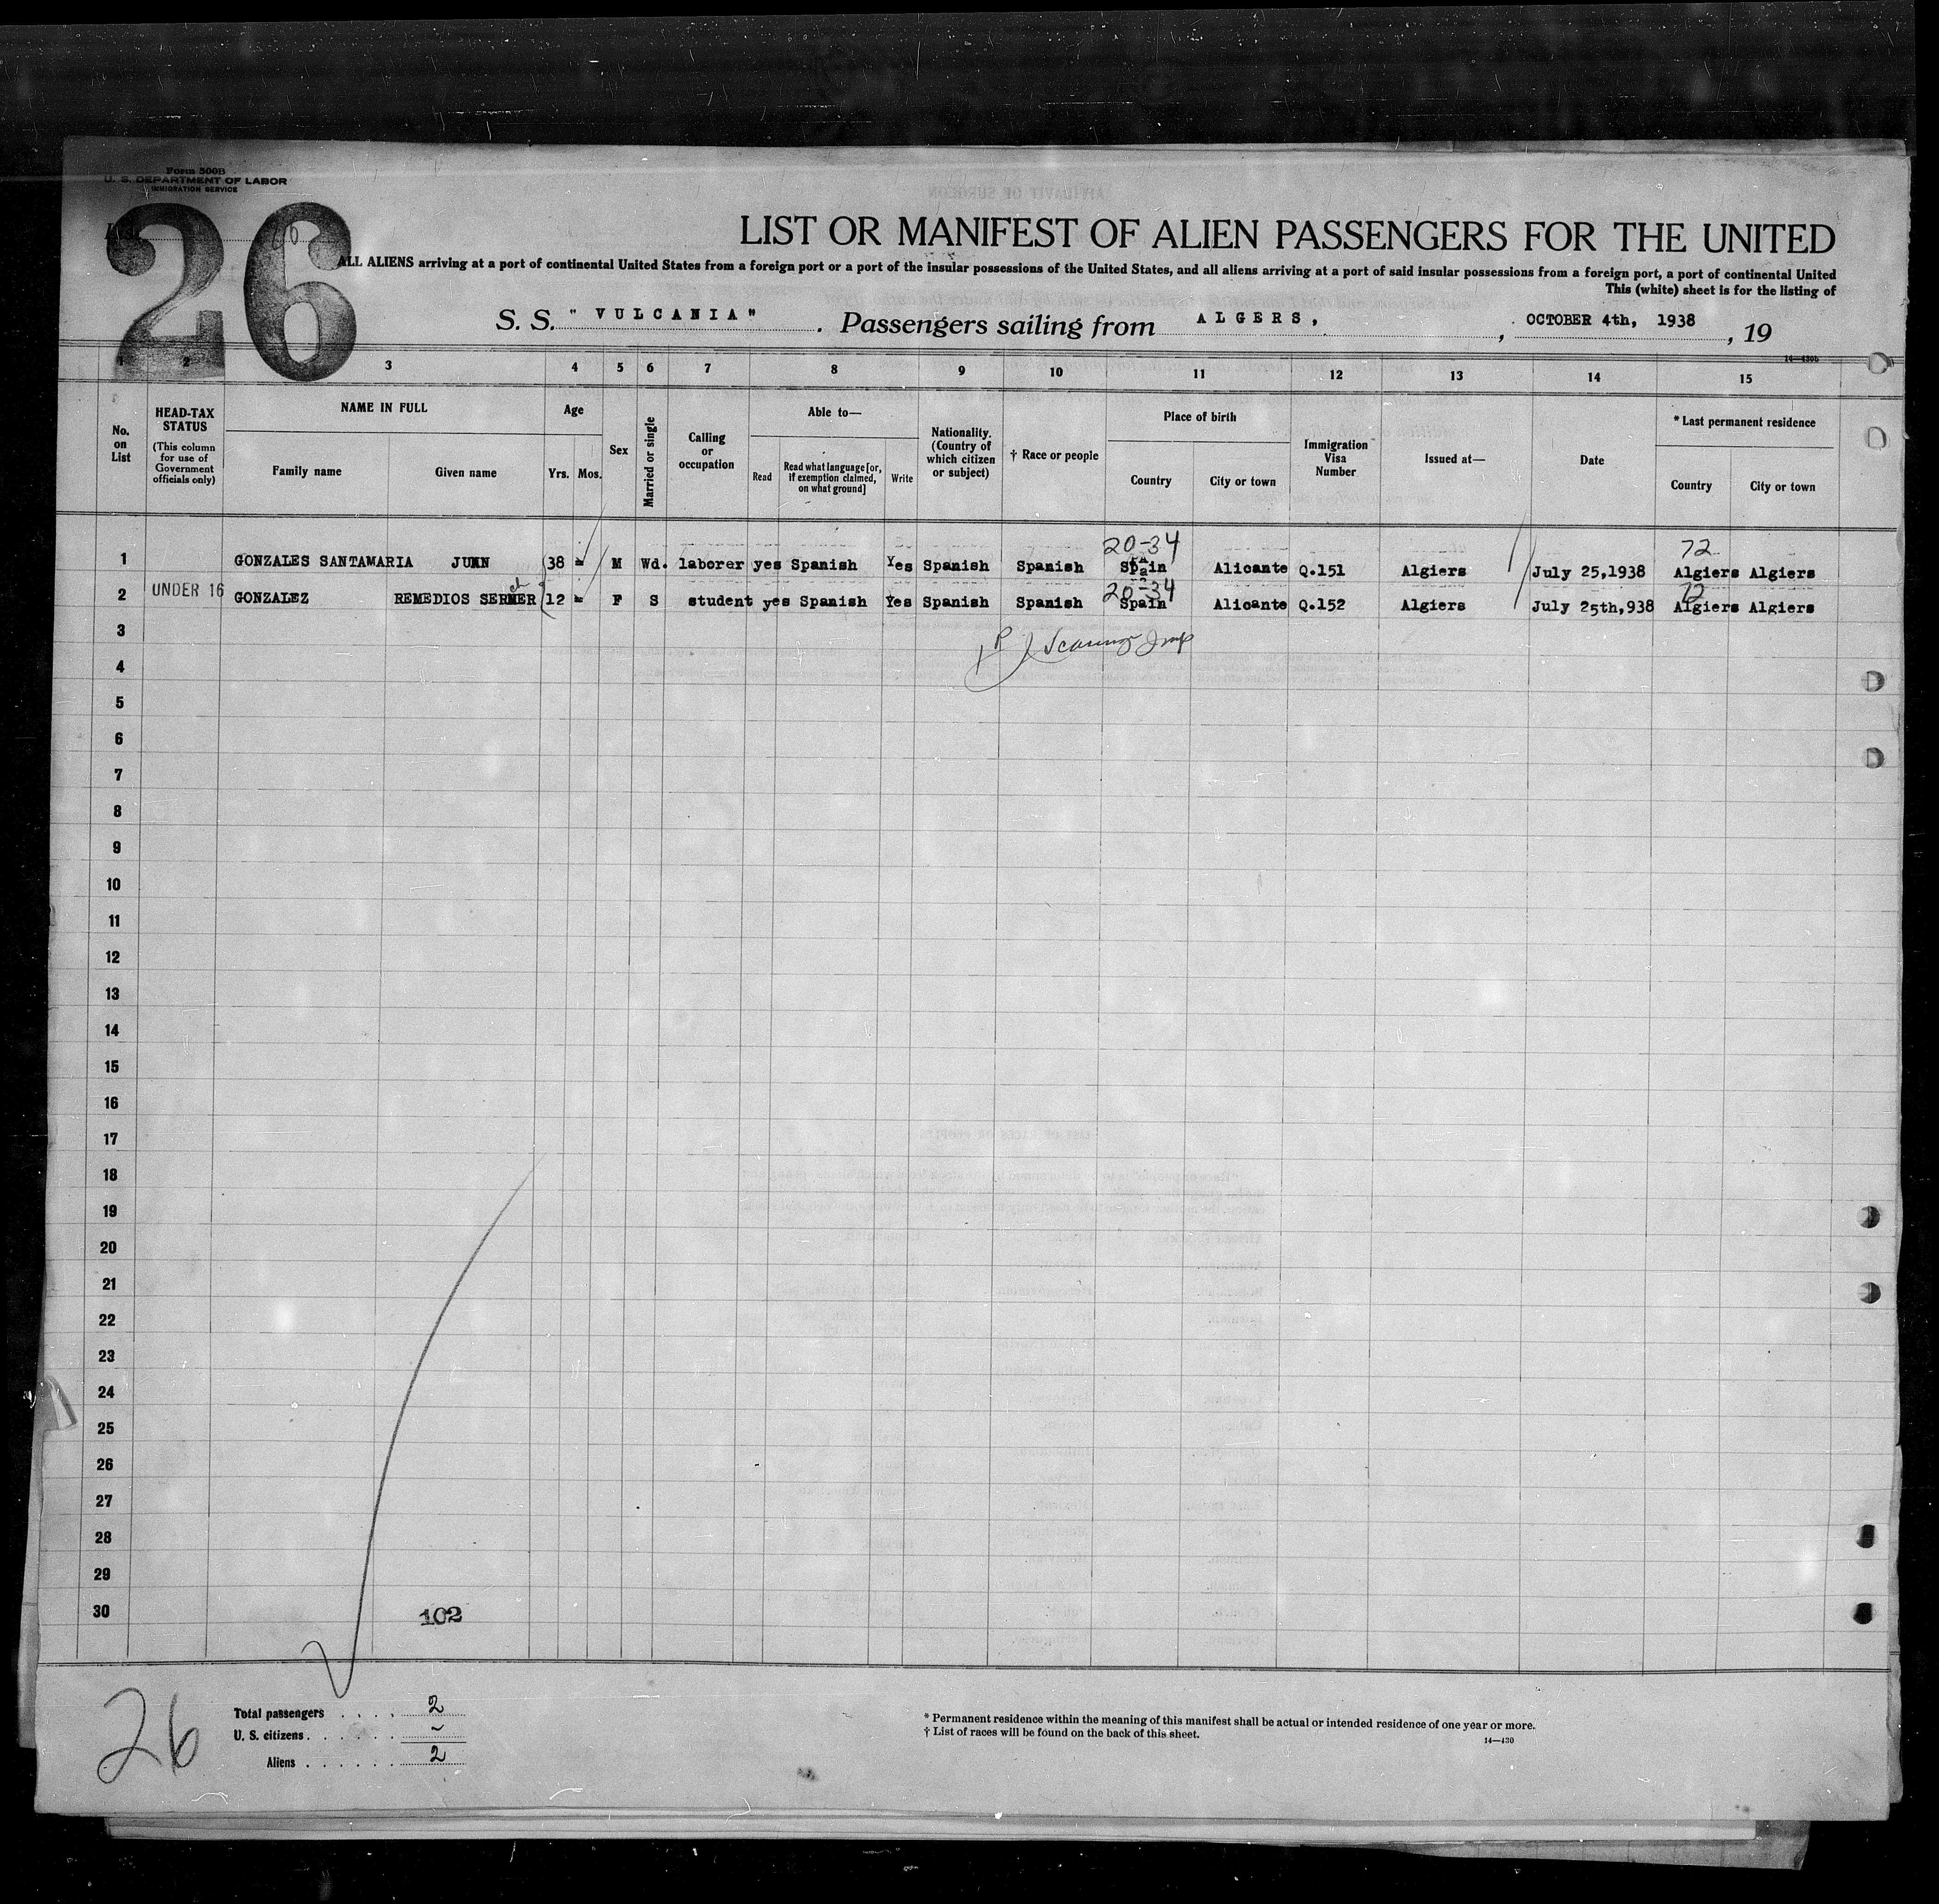 Form 500B
U. S. DEPARTMENT OF LABOR
IMMIGRATION SERVICE
26
LIST OR MANIFEST OF ALIEN PASSENGERS FOR THE UNITED
ALL ALIENS arriving at a port of continental United States from a foreign port or a port of the insular possessions of the United States, and all aliens arriving at a port of said insular possessions from a foreign port, a port of continental United
This (white) sheet is for the listing of
S. S. "VULCANIA". Passengers sailing from ALGERS, , OCTOBER 4th, 1938, 19
14—430b
1 2 3 4 5 6 7 8 9 10 11 12 13 14 15
No. on List
HEAD-TAX STATUS
(This column for use of Government officials only)
NAME IN FULL
Family name
Given name
Age
Yrs.
Mos.
Sex
Married or single
Calling or occupation
Able to—
Read
Read what language [or, if exemption claimed, on what ground]
Write
Nationality. (Country of which citizen or subject)
† Race or people
Place of birth
Country
City or town
Immigration Visa Number
Issued at—
Date
* Last permanent residence
Country
City or town
20-34 72
1 GONZALES SANTAMARIA JUAN 38 - M Wd. laborer yes Spanish Yes Spanish Spanish Spain Alicante Q.151 Algiers July 25,1938 Algiers Algiers
20-34 72
2 UNDER 16 GONZALEZ REMEDIOS 12 - F S student yes Spanish Yes Spanish Spanish Spain Alicante Q.152 Algiers July 25th,938 Algiers Algiers
3
4
5
6
7
8
9
10
11
12
13
14
15
16
17
18
19
20
21
22
23
24
25
26
27
28
29
30 102
26
Total passengers . . . . 2
U. S. citizens . . . . . . -
Aliens . . . . . . 2
* Permanent residence within the meaning of this manifest shall be actual or intended residence of one year or more.
† List of races will be found on the back of this sheet.
14—430